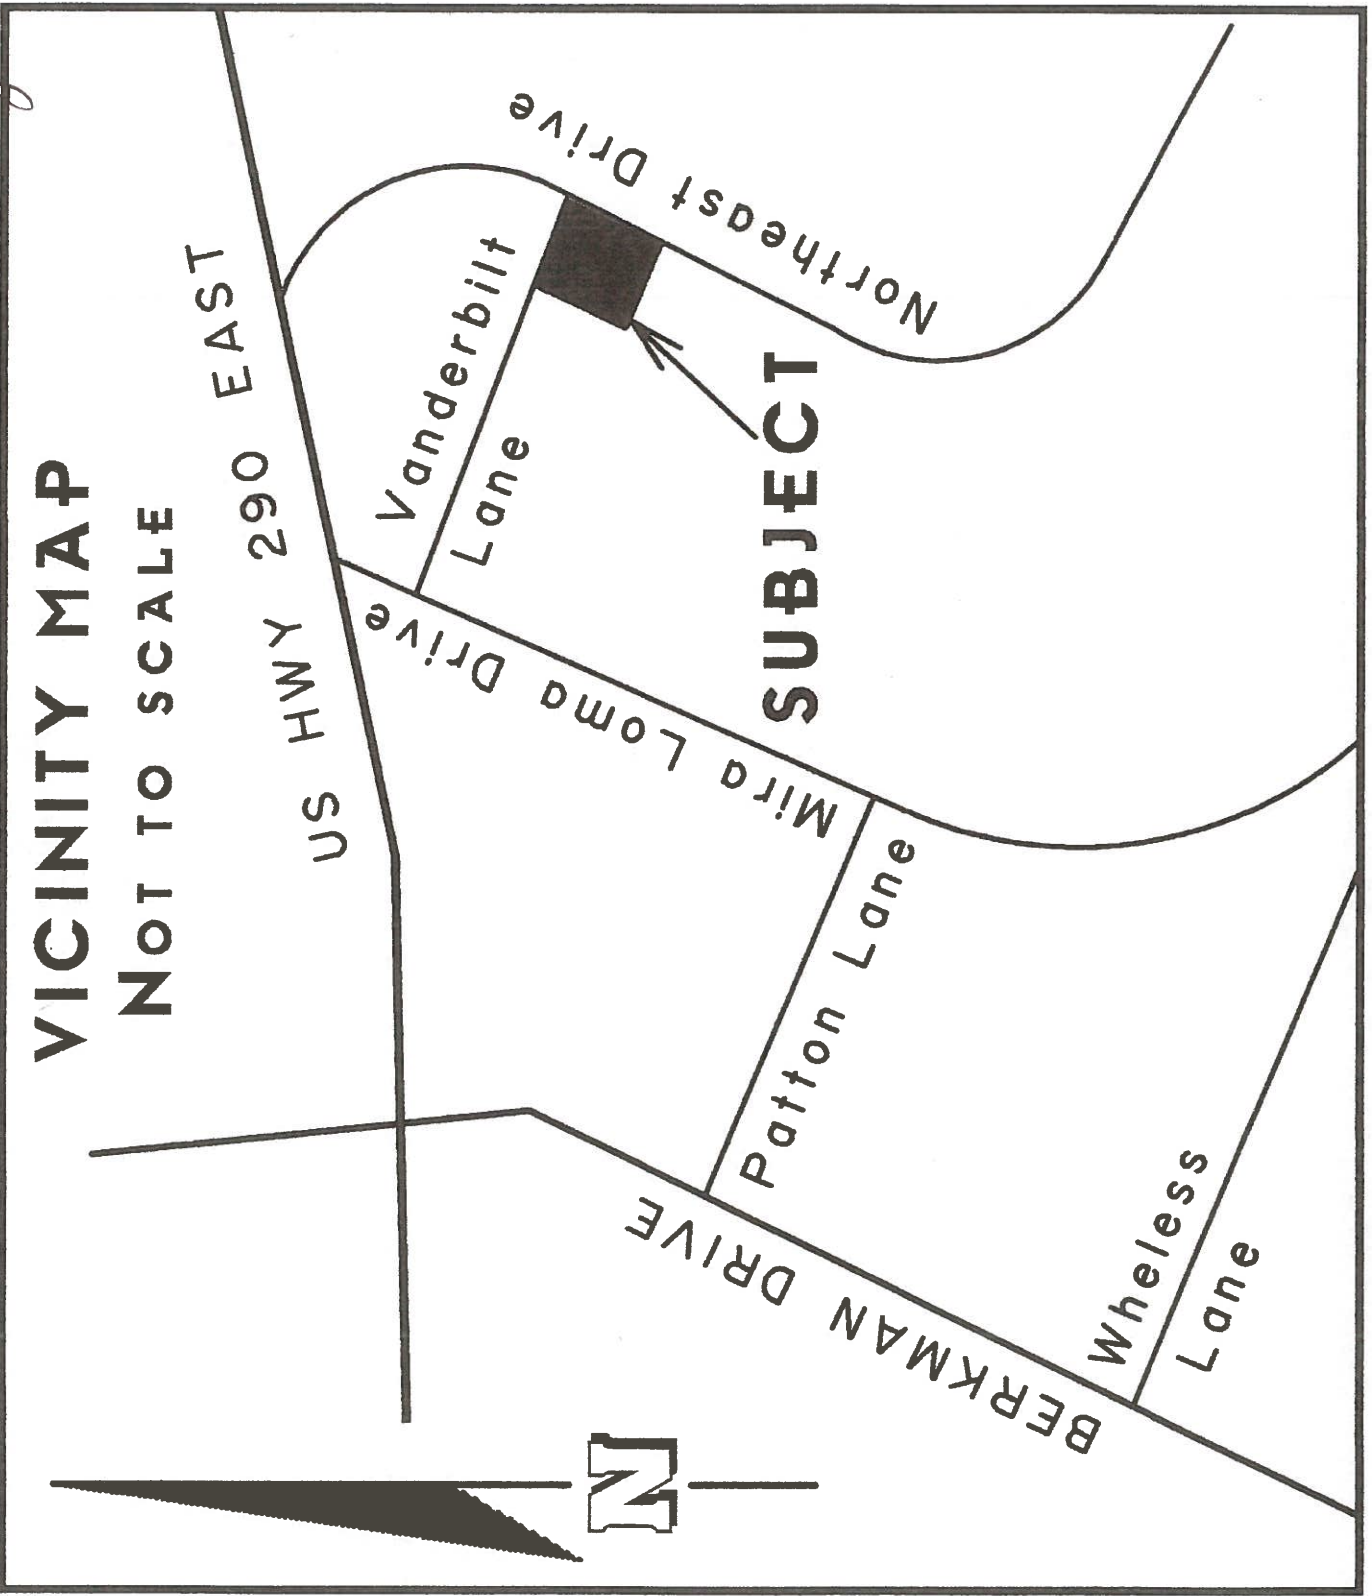 VICINITY MAP
NOT TO SCALE
US HWY 290 EAST
Vanderbilt
Lane
Northeast Drive
Mira Loma Drive
SUBJECT
Patton Lane
BERKMAN DRIVE
Wheless
Lane
N